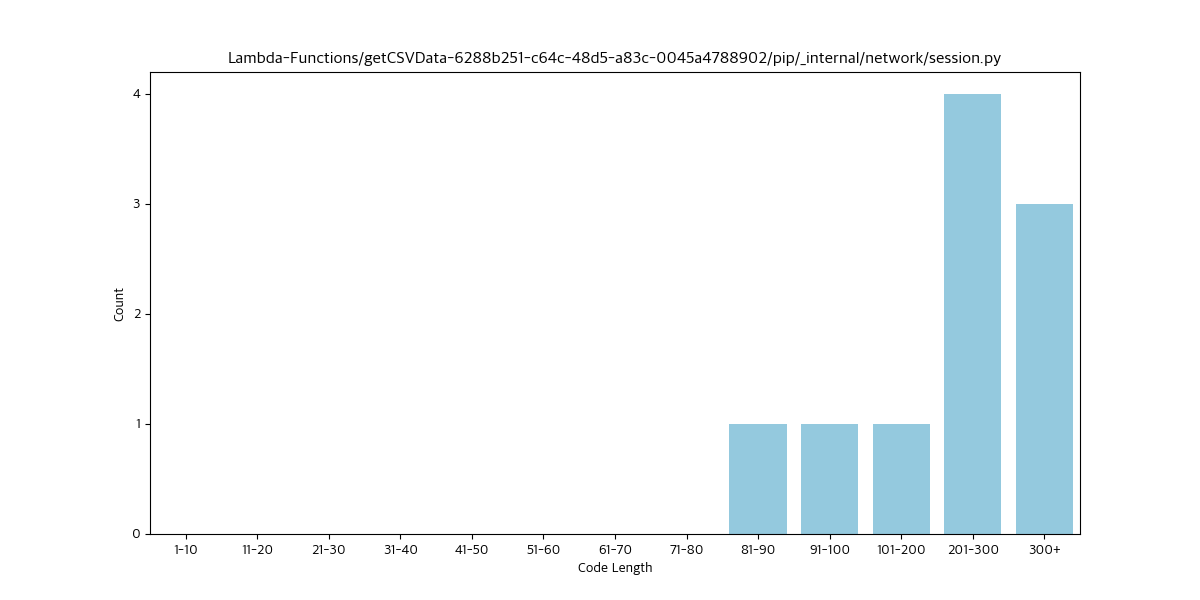 Lambda-Functions/getCSVData-6288b251-c64c-48d5-a83c-0045a4788902/pip/_internal/network/session.py
4
3
2
1
0
Count
1-10 11-20 21-30 31-40 41-50 51-60 61-70 71-80 81-90 91-100 101-200 201-300 300+
Code Length